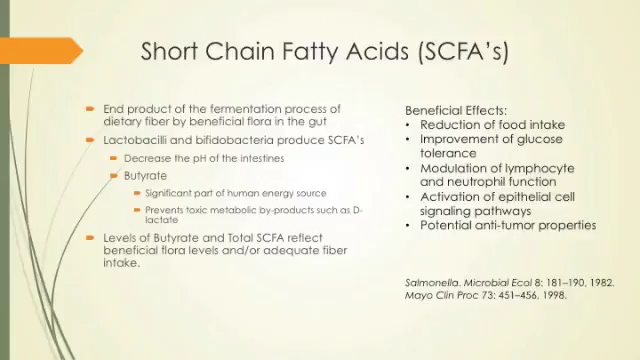 Short Chain Fatty Acids (SCFA's)
End product of the fermentation process of
dietary fiber by beneficial flora in the gut
Lactobacilli and bifidobacteria produce SCFA's
Decrease the pH of the intestines
Butyrate
Significant part of human energy source
Prevents toxic metabolic by-products such as D-
lactate
Levels of Butyrate and Total SCFA reflect
beneficial flora levels and/or adequate fiber
intake.
Beneficial Effects:
• Reduction of food intake
• Improvement of glucose
tolerance
• Modulation of lymphocyte
and neutrophil function
• Activation of epithelial cell
signaling pathways
• Potential anti-tumor properties
Salmonella. Microbial Ecol 8: 181–190, 1982.
Mayo Clin Proc 73: 451–456, 1998.